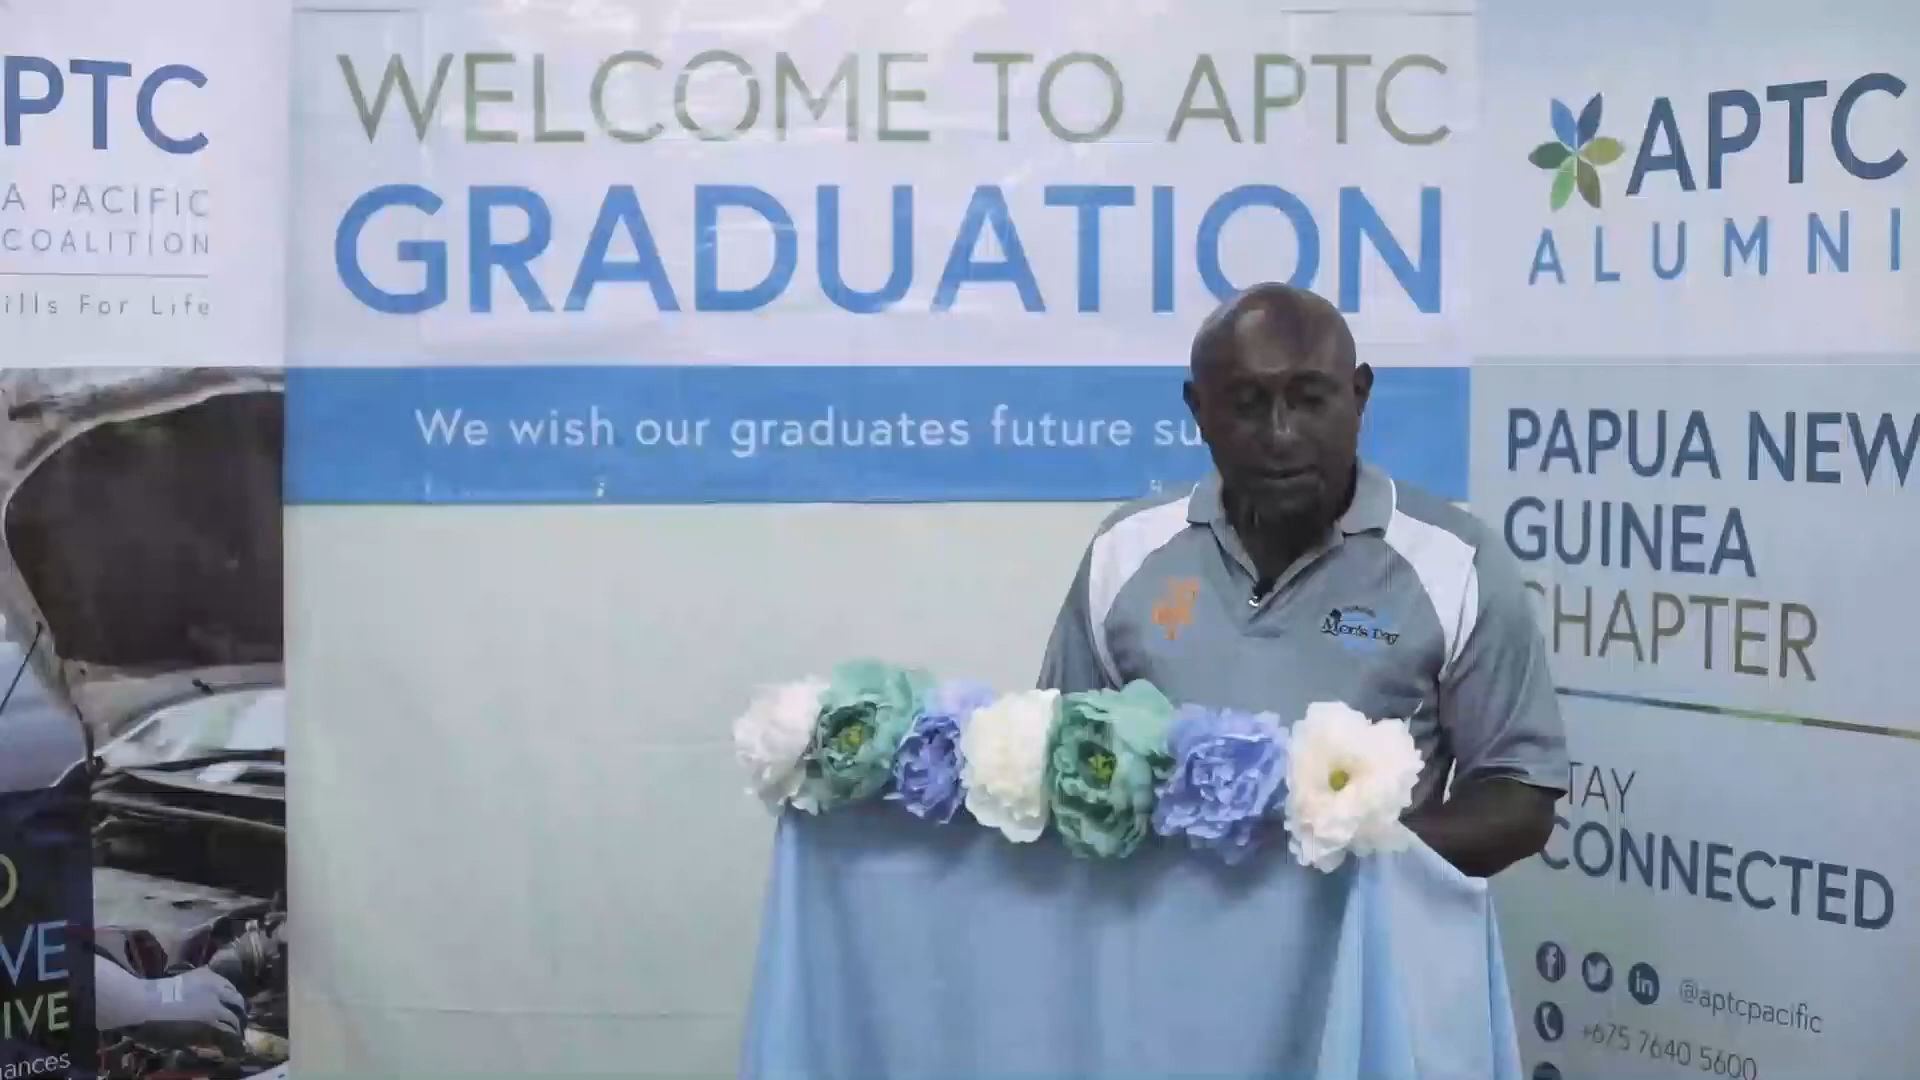 PTC
A PACIFIC
COALITION
ills For Life
WELCOME TO APTC
GRADUATION
We wish our graduates future su
APTC
ALUMNI
PAPUA NEW
GUINEA
CHAPTER
TAY
CONNECTED
@aptcpacific
+675 7640 5600
Men's Day
VE
IVE
ances